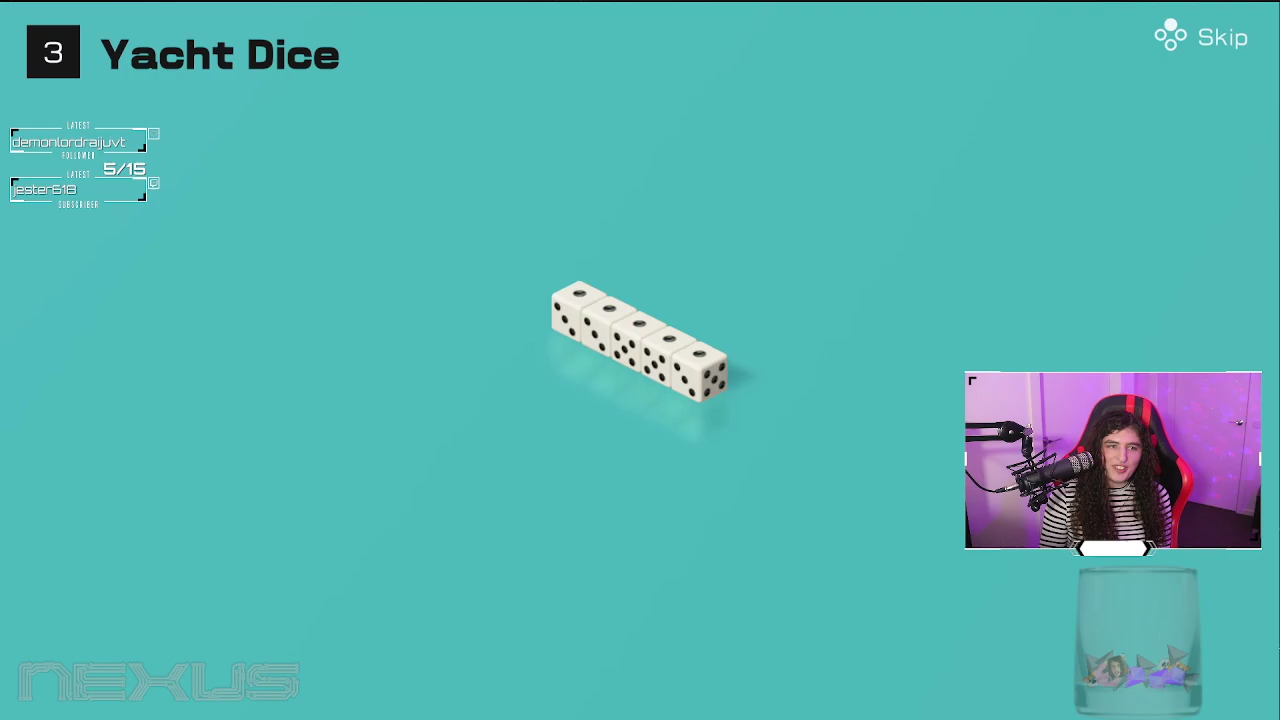 3 Yacht Dice
Skip
LATEST
demonlordraijuvt
FOLLOWER
5/15
LATEST
jester618
SUBSCRIBER
NEXUS